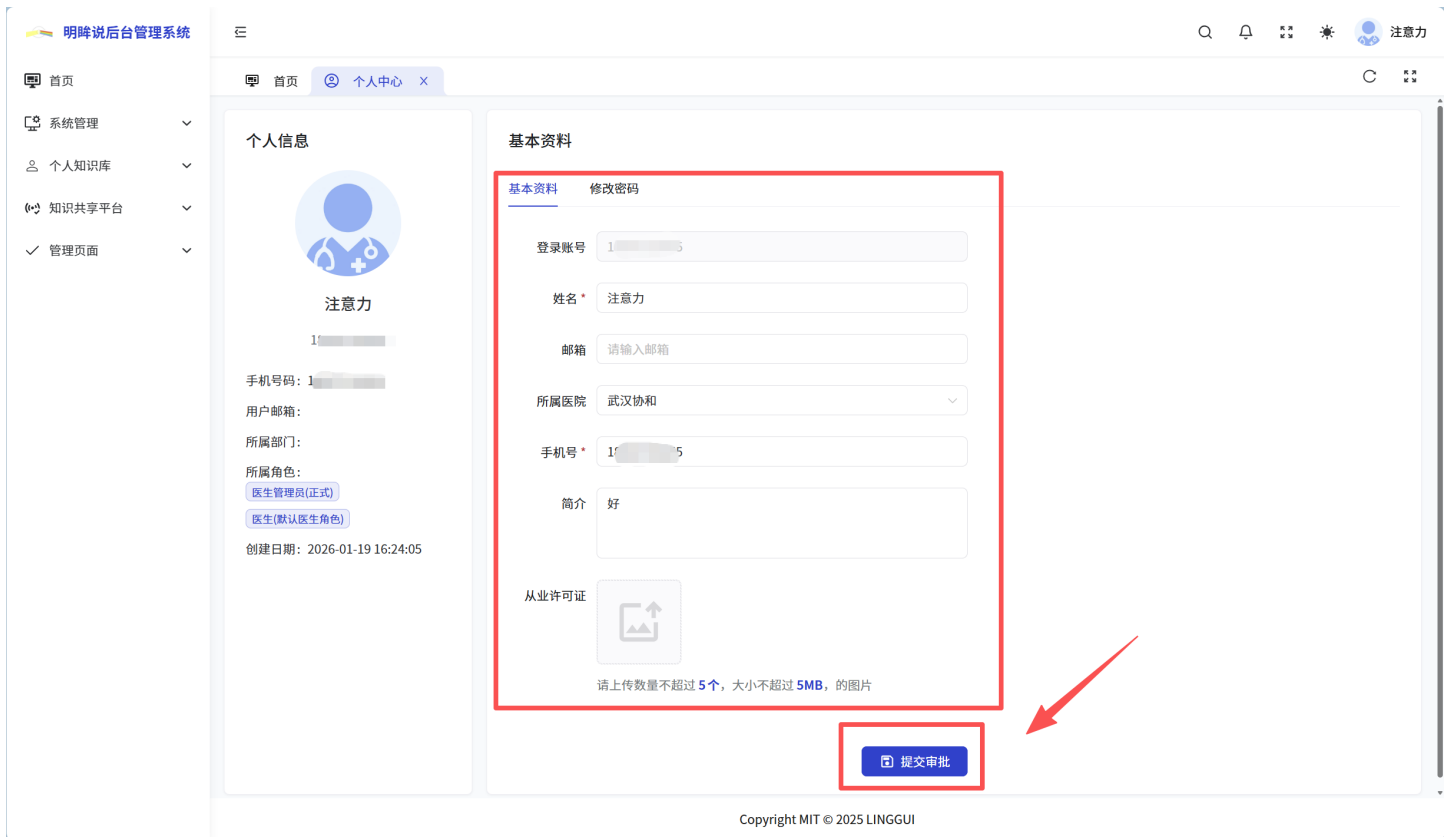 明眸说后台管理系统
注意力
首页
系统管理
个人知识库
知识共享平台
管理页面
首页
个人中心
个人信息
注意力
手机号码：
用户邮箱：
所属部门：
所属角色：
医生管理员(正式)
医生(默认医生角色)
创建日期：2026-01-19 16:24:05
基本资料
基本资料 修改密码
登录账号
姓名 * 注意力
邮箱 请输入邮箱
所属医院 武汉协和
手机号 *
简介 好
从业许可证
请上传数量不超过 5个，大小不超过 5MB，的图片
提交审批
Copyright MIT © 2025 LINGGUI